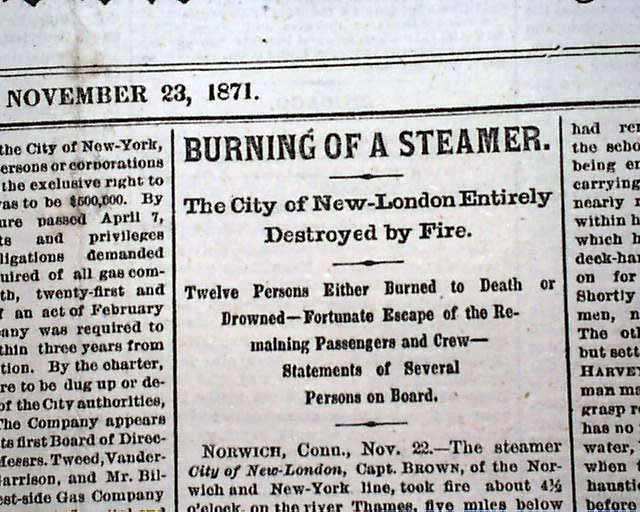 NOVEMBER 23, 1871.
the City of New-York,
persons or corporations
the exclusive right to
was to be $500,000. By
ure passed April 7,
ts and privileges
ligations demanded
uired of all gas com-
th, twenty-first and
f an act of February
any was required to
thin three years from
tion. By the charter,
re to be dug up or de-
of the City authorities,
The Company appears
ts first Board of Direc-
Messrs. Tweed, Vander-
arrison, and Mr. Bil-
est-side Gas Company
BURNING OF A STEAMER.
The City of New-London Entirely
Destroyed by Fire.
Twelve Persons Either Burned to Death or
Drowned—Fortunate Escape of the Re-
maining Passengers and Crew—
Statements of Several
Persons on Board.
NORWICH, Conn., Nov. 22.—The steamer
City of New-London, Capt. BROWN, of the Nor-
wich and New-York line, took fire about 4½
o'clock, on the river Thames, five miles below
had re
the scho
being en
carrying
nearly
within h
which h
deck-han
on for
Shortly
men, n
The oth
but sett
HARVEY
man ma
grasp r
has no
water,
when
hausti
before